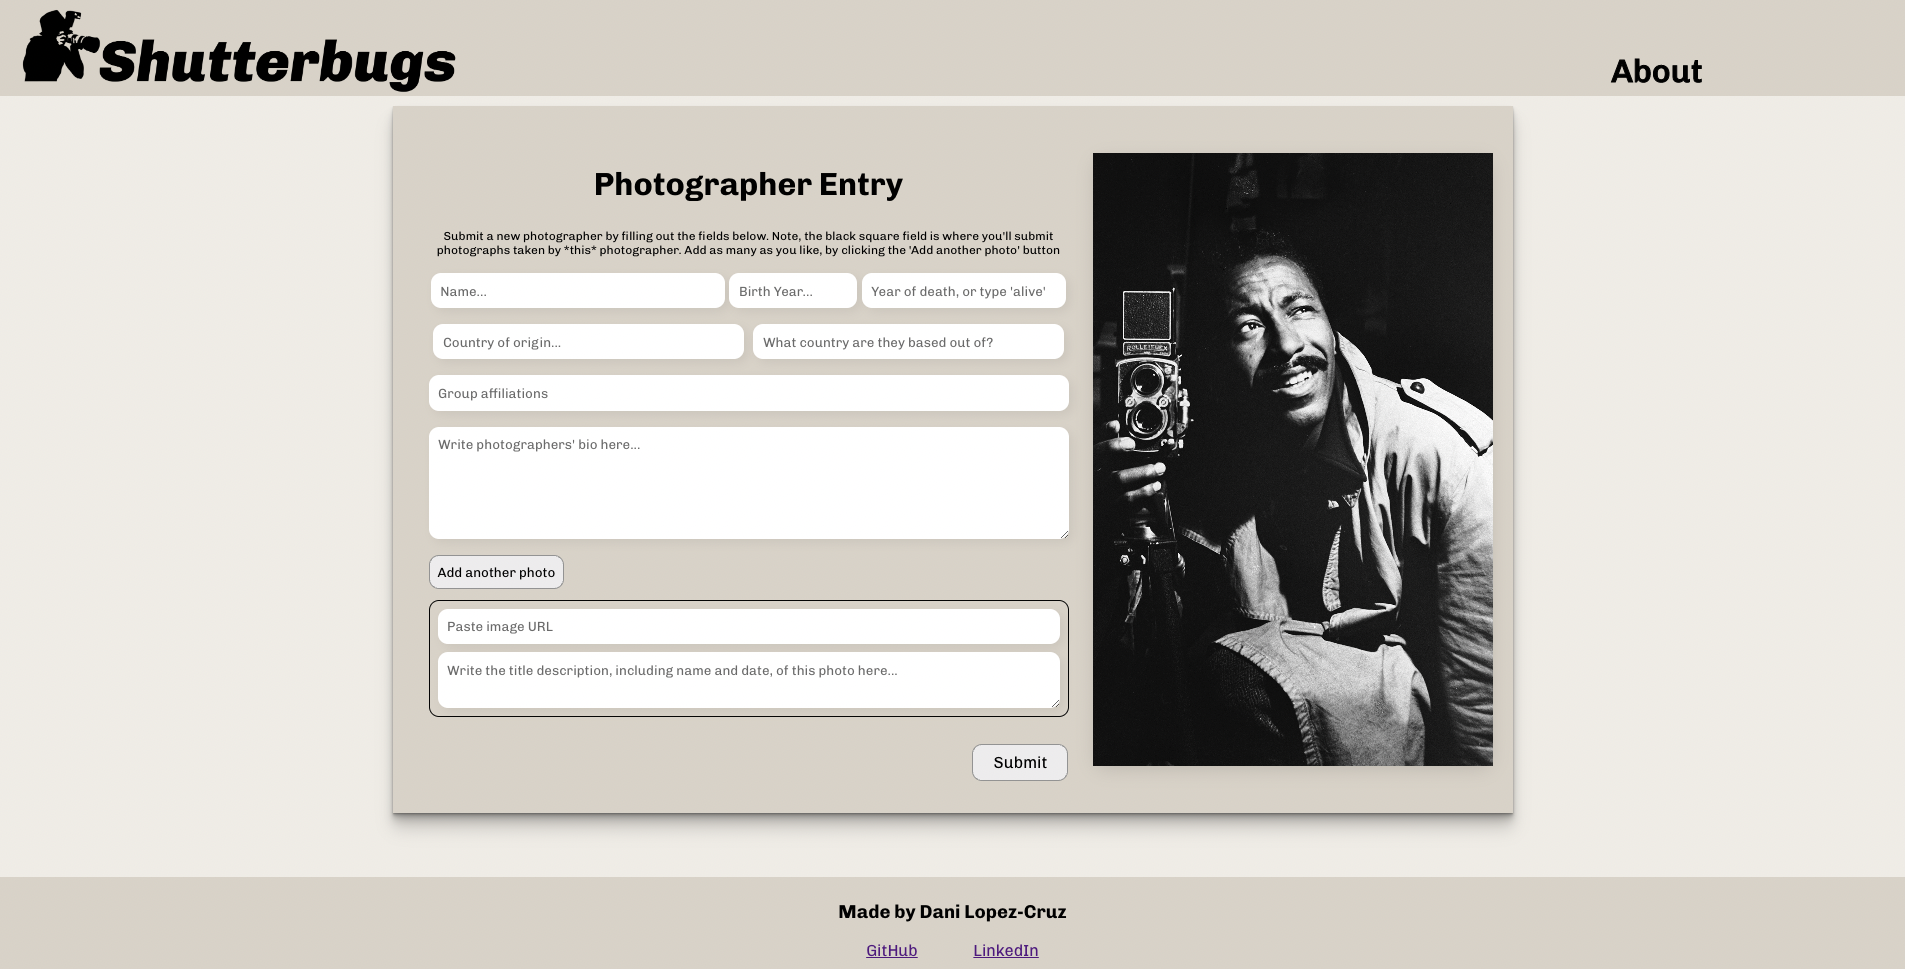 Shutterbugs
About
Photographer Entry
Submit a new photographer by filling out the fields below. Note, the black square field is where you'll submit
photographs taken by *this* photographer. Add as many as you like, by clicking the 'Add another photo' button
Name...
Birth Year...
Year of death, or type 'alive'
Country of origin...
What country are they based out of?
Group affiliations
Write photographers' bio here...
Add another photo
Paste image URL
Write the title description, including name and date, of this photo here...
Submit
ROLLEIFLEX
Made by Dani Lopez-Cruz
GitHub
LinkedIn